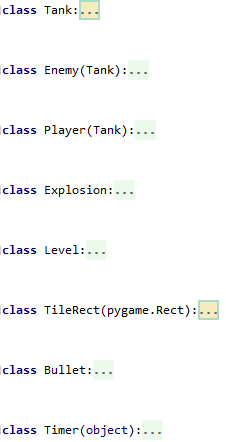 class Tank:...
class Enemy(Tank):...
class Player(Tank):...
class Explosion:...
class Level:...
class TileRect(pygame.Rect):...
class Bullet:...
class Timer(object):...